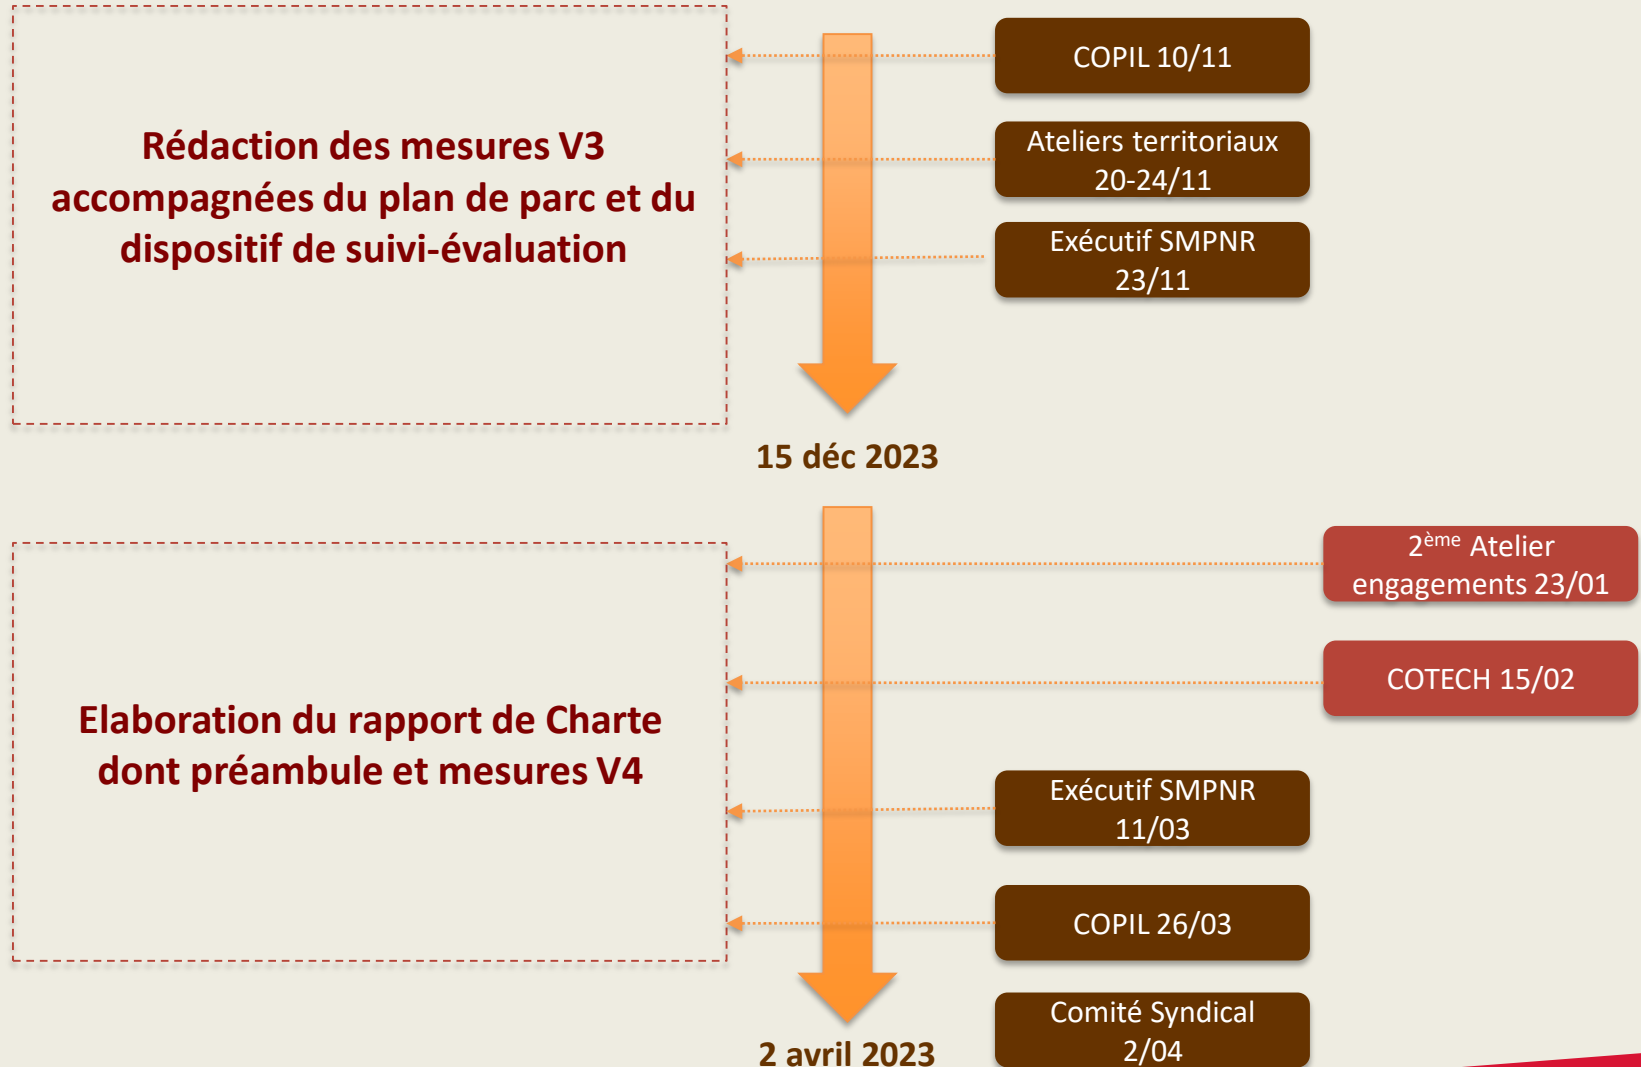 Rédaction des mesures V3
accompagnées du plan de parc et du
dispositif de suivi-évaluation
COPIL 10/11
Ateliers territoriaux
20-24/11
Exécutif SMPNR
23/11
15 déc 2023
Elaboration du rapport de Charte
dont préambule et mesures V4
2ème Atelier
engagements 23/01
COTECH 15/02
Exécutif SMPNR
11/03
COPIL 26/03
Comité Syndical
2/04
2 avril 2023